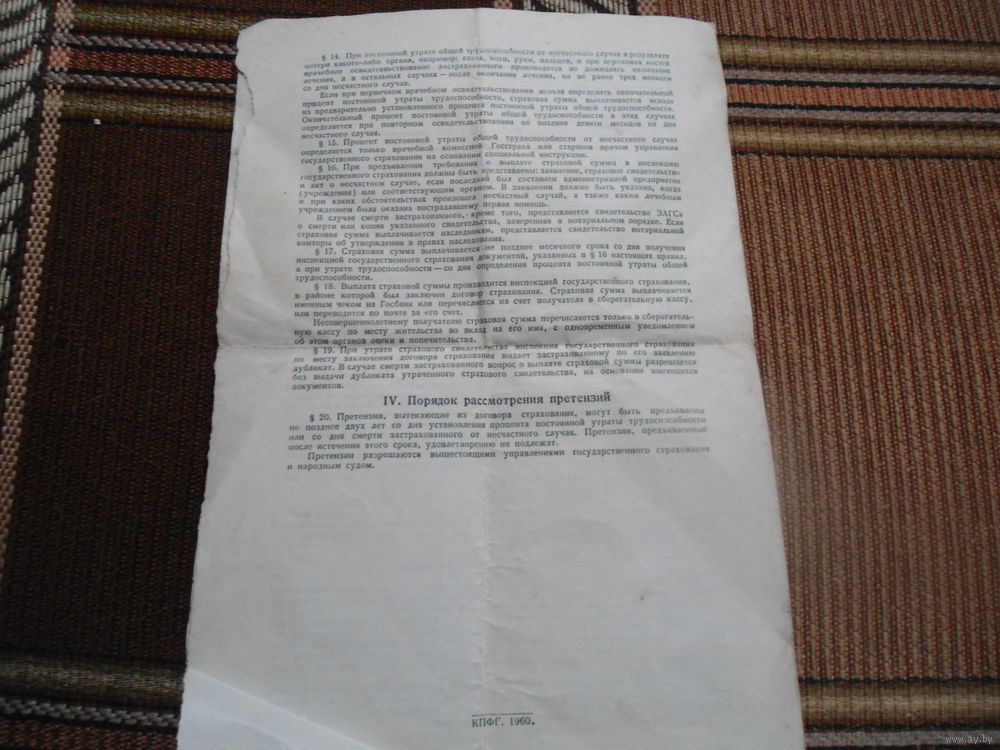 § 14. При постоянной утрате общей трудоспособности от несчастного случая в результате
потери какого-либо органа, например: глаза, ноги, руки, пальцев, и при переломах костей
врачебное освидетельствование застрахованного производится не дожидаясь окончания
лечения, а в остальных случаях — после окончания лечения, но не ранее трех месяцев
со дня несчастного случая.
Если при первичном врачебном освидетельствовании нельзя определить окончательный
процент постоянной утраты трудоспособности, страховая сумма выплачивается исходя
из предварительно установленного процента постоянной утраты общей трудоспособности.
Окончательный процент постоянной утраты общей трудоспособности в этих случаях
определяется при повторном освидетельствовании не позднее девяти месяцев со дня
несчастного случая.
§ 15. Процент постоянной утраты общей трудоспособности от несчастного случая
определяется только врачебной комиссией Госстраха или старшим врачом управления
государственного страхования на основании специальной инструкции.
§ 16. При предъявлении требования о выплате страховой суммы в инспекцию
государственного страхования должны быть представлены: заявление, страховое свидетельство
и акт о несчастном случае, если последний был составлен администрацией предприятия
(учреждения) или соответствующим органом. В заявлении должно быть указано, когда
и при каких обстоятельствах произошел несчастный случай, а также каким лечебным
учреждением была оказана пострадавшему первая помощь.
В случае смерти застрахованного, кроме того, представляется свидетельство ЗАГСа
о смерти или копия указанного свидетельства, заверенная в нотариальном порядке. Если
страховая сумма выплачивается наследникам, представляется свидетельство нотариальной
конторы об утверждении в правах наследования.
§ 17. Страховая сумма выплачивается не позднее месячного срока со дня получения
инспекцией государственного страхования документов, указанных в § 16 настоящих правил,
а при утрате трудоспособности — со дня определения процента постоянной утраты общей
трудоспособности.
§ 18. Выплата страховой суммы производится инспекцией государственного страхования,
в районе которой был заключен договор страхования. Страховая сумма выплачивается
именным чеком на Госбанк или перечисляется на счет получателя в сберегательную кассу,
или переводится по почте за его счет.
Несовершеннолетнему получателю страховая сумма перечисляется только в сберегатель-
ную кассу по месту жительства во вклад на его имя, с одновременным уведомлением
об этом органов опеки и попечительства.
§ 19. При утрате страхового свидетельства инспекция государственного страхования
по месту заключения договора страхования выдает застрахованному по его заявлению
дубликат. В случае смерти застрахованного вопрос о выплате страховой суммы разрешается
без выдачи дубликата утраченного страхового свидетельства, на основании имеющихся
документов.
IV. Порядок рассмотрения претензий
§ 20. Претензии, вытекающие из договора страхования, могут быть предъявлены
не позднее двух лет со дня установления процента постоянной утраты трудоспособности
или со дня смерти застрахованного от несчастного случая. Претензии, предъявленные
после истечения этого срока, удовлетворению не подлежат.
Претензии разрешаются вышестоящими управлениями государственного страхования
и народным судом.
КПФГ. 1960.
www.ay.by